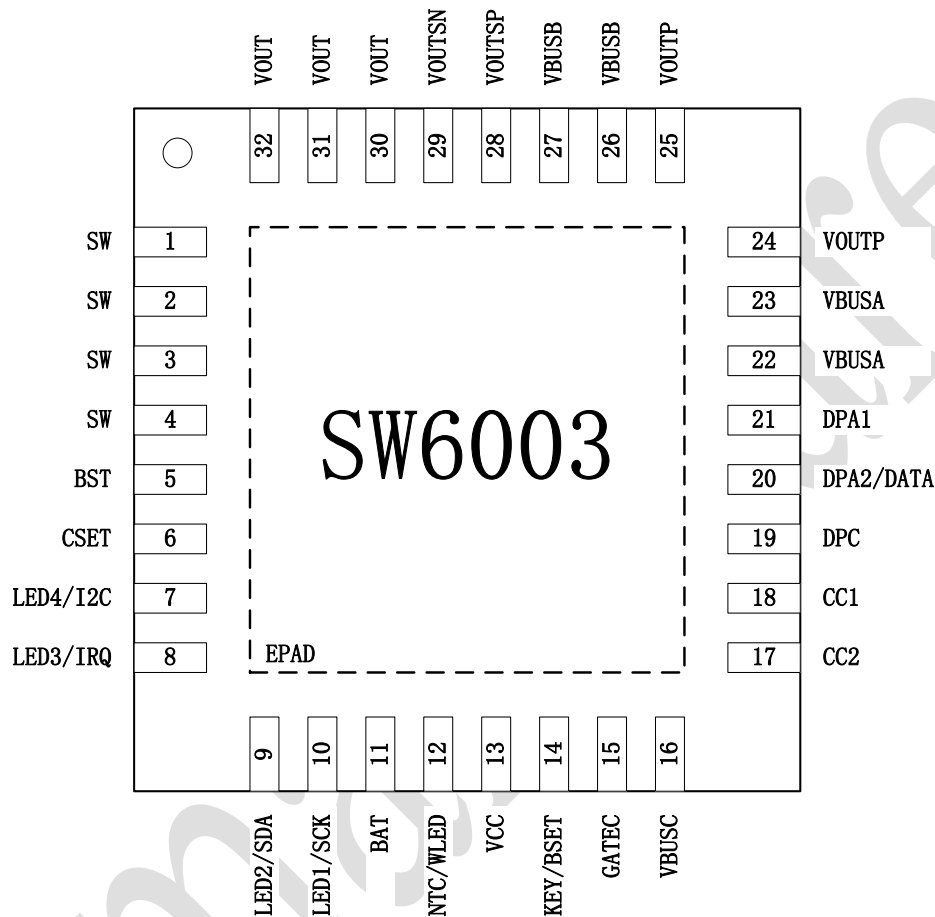 VOUT VOUT VOUT VOUTSN VOUTSP VBUSB VBUSB VOUTP
32 31 30 29 28 27 26 25
SW 1 24 VOUTP
SW 2 23 VBUSA
SW 3 22 VBUSA
SW 4 21 DPA1
SW6003
BST 5 20 DPA2/DATA
CSET 6 19 DPC
LED4/I2C 7 18 CC1
LED3/IRQ 8 EPAD 17 CC2
9 10 11 12 13 14 15 16
LED2/SDA LED1/SCK BAT NTC/WLED VCC KEY/BSET GATEC VBUSC